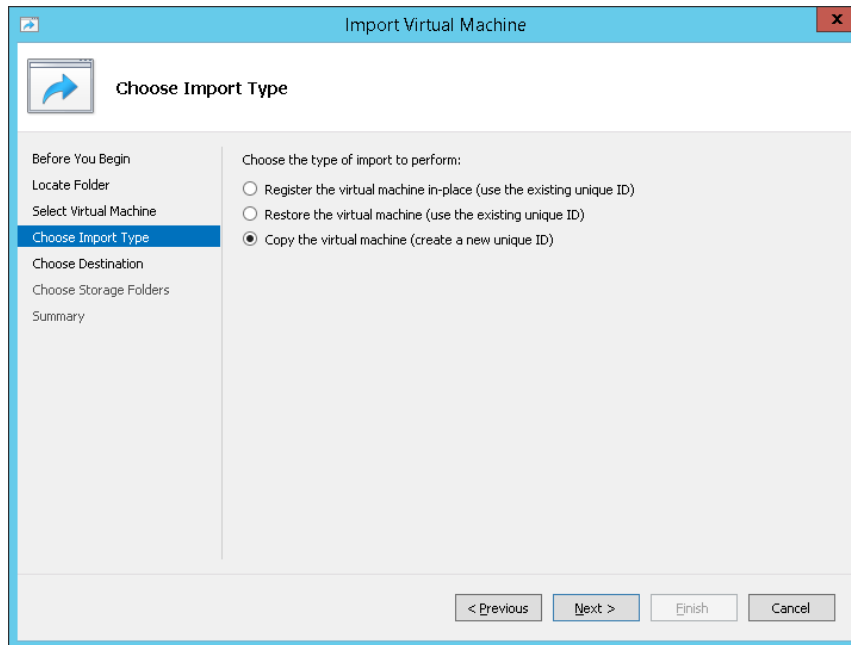 Import Virtual Machine
x
Choose Import Type
Before You Begin
Locate Folder
Select Virtual Machine
Choose Import Type
Choose Destination
Choose Storage Folders
Summary
Choose the type of import to perform:
Register the virtual machine in-place (use the existing unique ID)
Restore the virtual machine (use the existing unique ID)
Copy the virtual machine (create a new unique ID)
< Previous Next > Finish Cancel